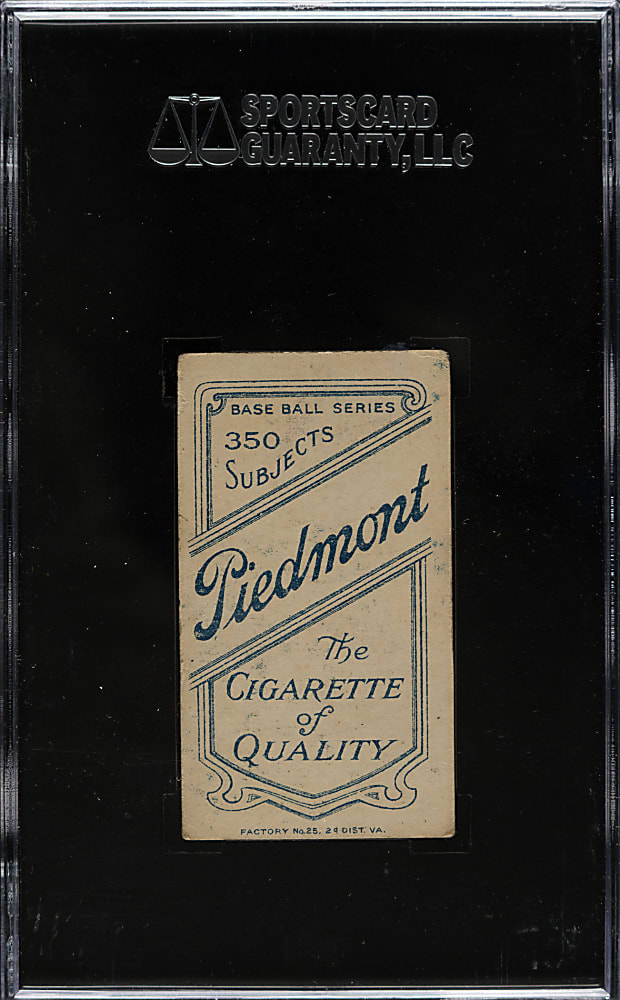 SPORTSCARD
GUARANTY, LLC
BASE BALL SERIES
350
SUBJECTS
Piedmont
The
CIGARETTE
of
QUALITY
FACTORY No. 25, 2d DIST. VA.